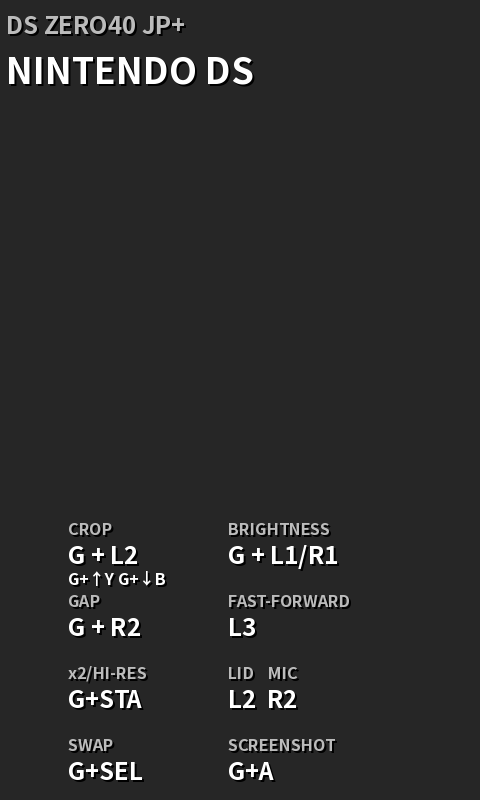 DS ZERO40 JP+
NINTENDO DS
CROP
G + L2
G+↑Y G+↓B
GAP
G + R2
x2/HI-RES
G+STA
SWAP
G+SEL
BRIGHTNESS
G + L1/R1
FAST-FORWARD
L3
LID MIC
L2 R2
SCREENSHOT
G+A